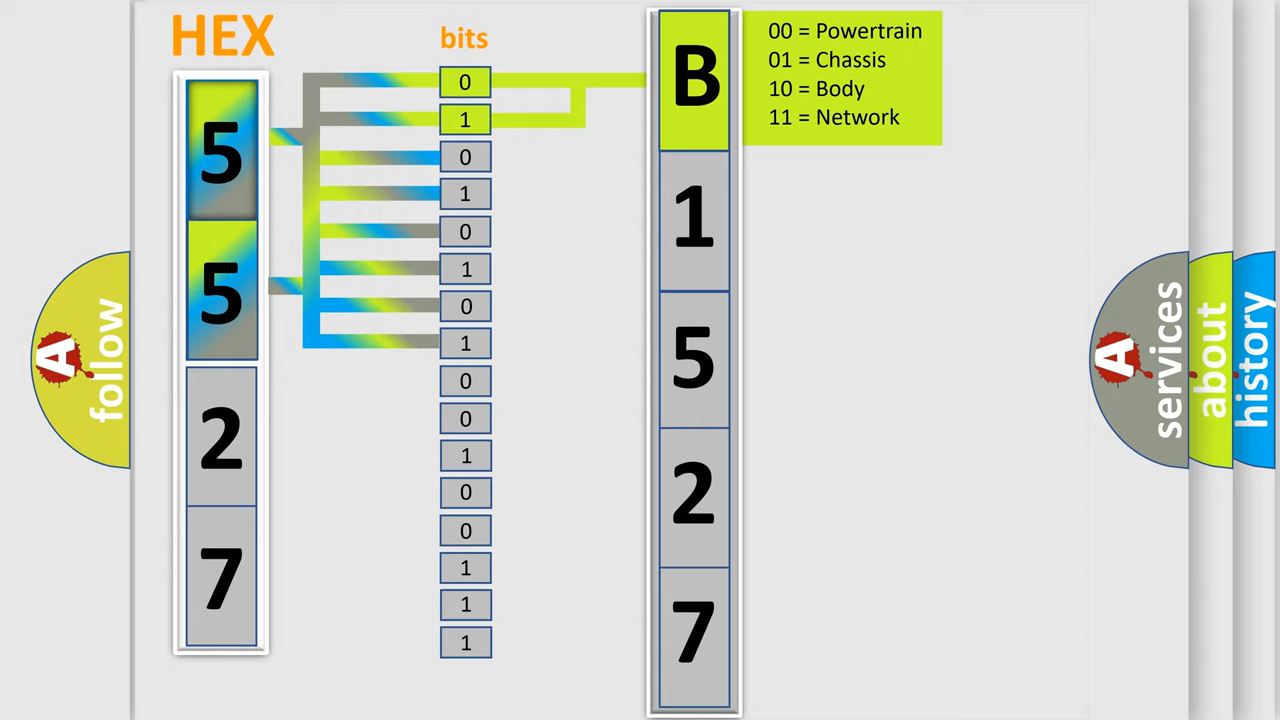 HEX
bits
5
5
2
7
0
1
0
1
0
1
0
1
0
0
1
0
0
1
1
1
B
1
5
2
7
00 = Powertrain
01 = Chassis
10 = Body
11 = Network
A
follow
A
services
about
history